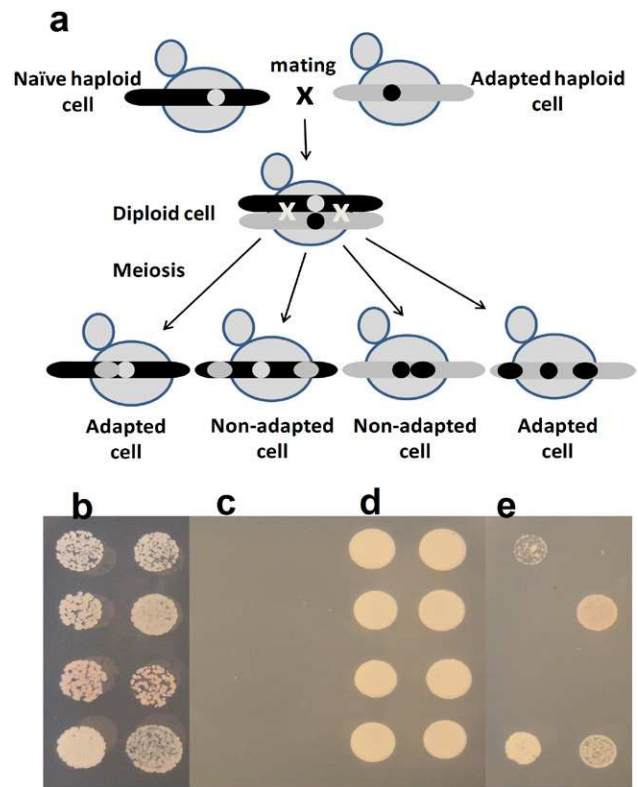 a
Naïve haploid
cell
mating
x
Adapted haploid
cell
Diploid cell
X X
Meiosis
Adapted
cell
Non-adapted
cell
Non-adapted
cell
Adapted
cell
b c d e